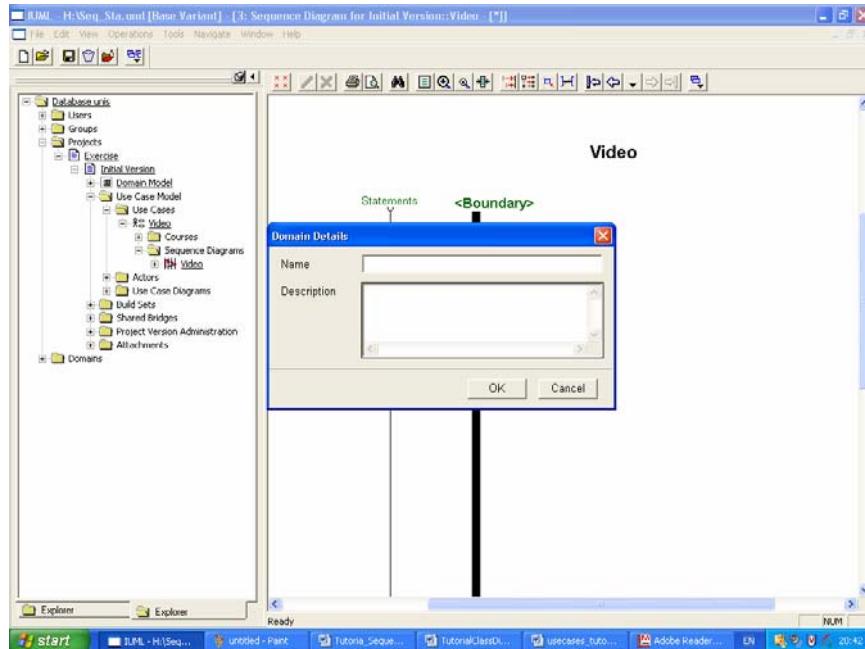 IUML - H:\Seq_Sta.uml [Base Variant] - [3: Sequence Diagram for Initial Version::Video - [*]]
File Edit View Operations Tools Navigate Window Help
Database unis
Users
Groups
Projects
Exercise
Initial Version
Domain Model
Use Case Model
Use Cases
Video
Courses
Sequence Diagrams
Video
Actors
Use Case Diagrams
Build Sets
Shared Bridges
Project Version Administration
Attachments
Domains
Video
Statements
<Boundary>
Domain Details
Name
Description
OK
Cancel
Explorer
Explorer
Ready
NUM
start
IUML - H:\Seq...
untitled - Paint
Tutoria_Seque...
TutorialClassDi...
usecases_tuto...
Adobe Reader...
EN
20:42